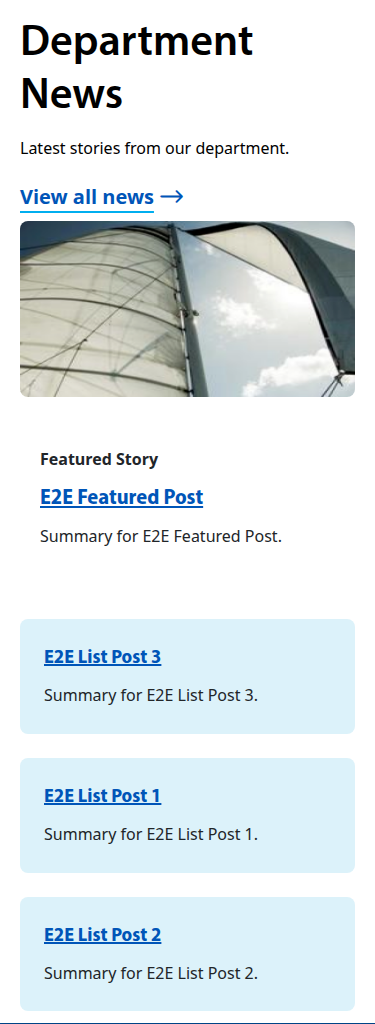 Department
News
Latest stories from our department.
View all news →
Featured Story
E2E Featured Post
Summary for E2E Featured Post.
E2E List Post 3
Summary for E2E List Post 3.
E2E List Post 1
Summary for E2E List Post 1.
E2E List Post 2
Summary for E2E List Post 2.